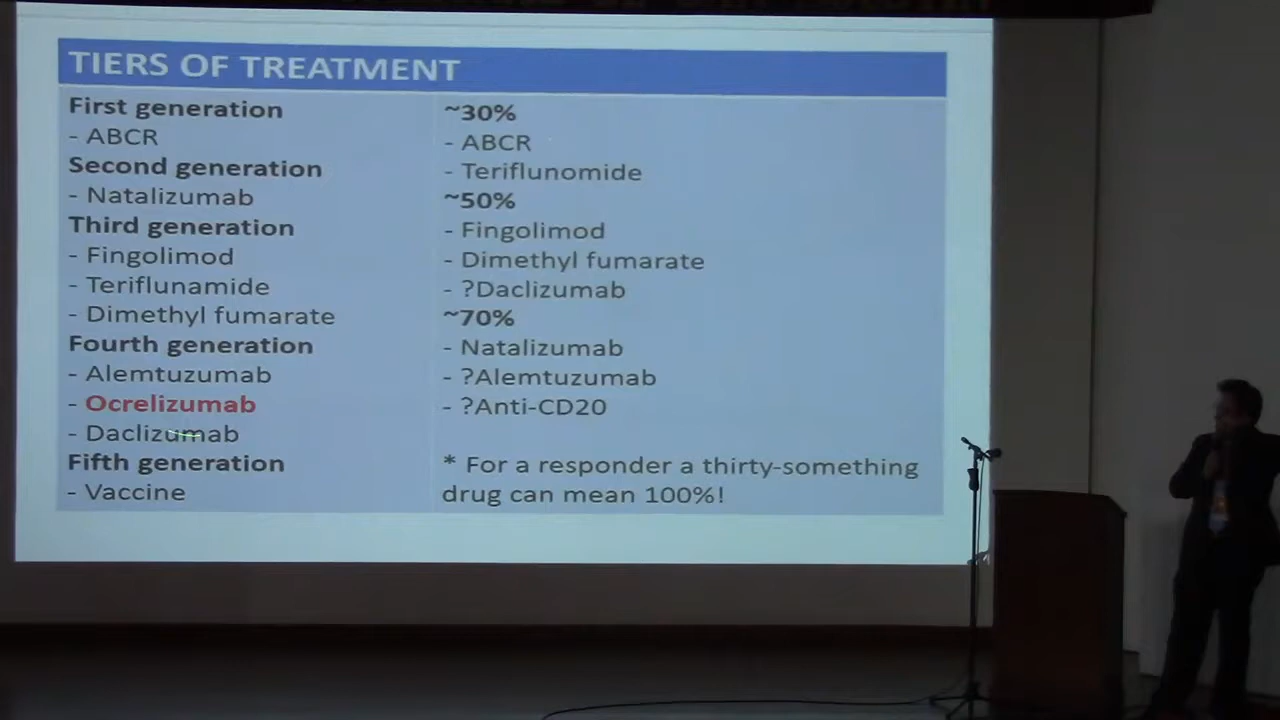 TIERS OF TREATMENT
First generation
- ABCR
Second generation
- Natalizumab
Third generation
- Fingolimod
- Teriflunamide
- Dimethyl fumarate
Fourth generation
- Alemtuzumab
- Ocrelizumab
- Daclizumab
Fifth generation
- Vaccine
~30%
- ABCR
- Teriflunomide
~50%
- Fingolimod
- Dimethyl fumarate
- ?Daclizumab
~70%
- Natalizumab
- ?Alemtuzumab
- ?Anti-CD20
* For a responder a thirty-something
drug can mean 100%!